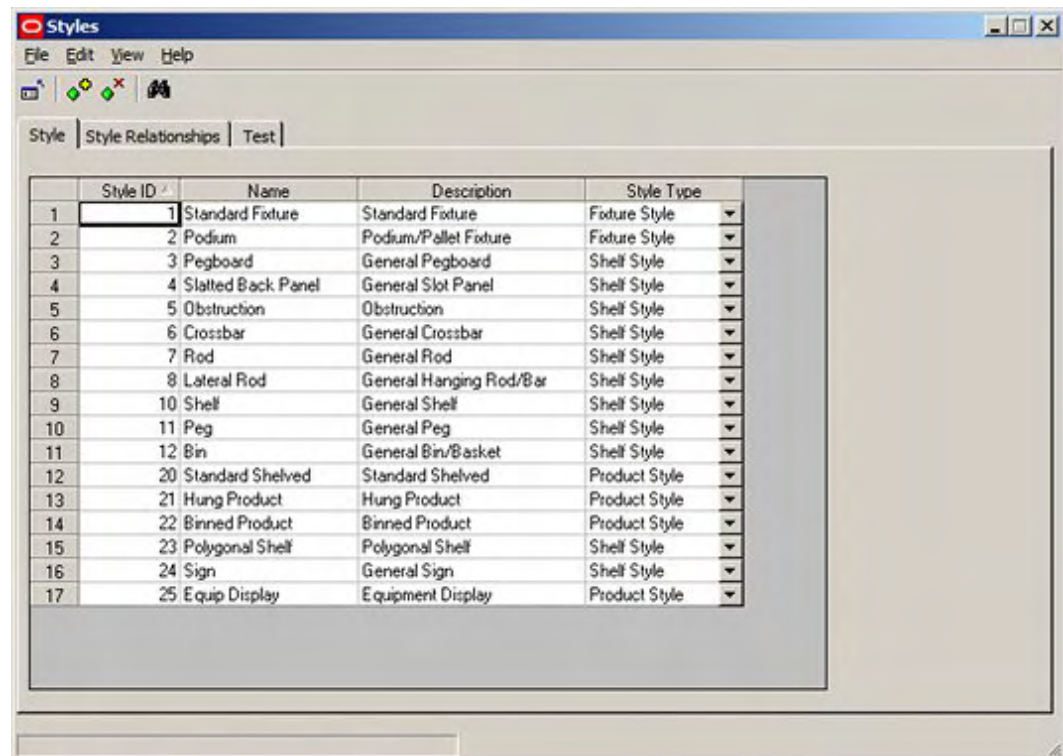 Styles
File Edit View Help
Style Style Relationships Test
Style ID Name Description Style Type
1 1 Standard Fixture Standard Fixture Fixture Style
2 2 Podium Podium/Pallet Fixture Fixture Style
3 3 Pegboard General Pegboard Shelf Style
4 4 Slatted Back Panel General Slot Panel Shelf Style
5 5 Obstruction Obstruction Shelf Style
6 6 Crossbar General Crossbar Shelf Style
7 7 Rod General Rod Shelf Style
8 8 Lateral Rod General Hanging Rod/Bar Shelf Style
9 10 Shelf General Shelf Shelf Style
10 11 Peg General Peg Shelf Style
11 12 Bin General Bin/Basket Shelf Style
12 20 Standard Shelved Standard Shelved Product Style
13 21 Hung Product Hung Product Product Style
14 22 Binned Product Binned Product Product Style
15 23 Polygonal Shelf Polygonal Shelf Shelf Style
16 24 Sign General Sign Shelf Style
17 25 Equip Display Equipment Display Product Style